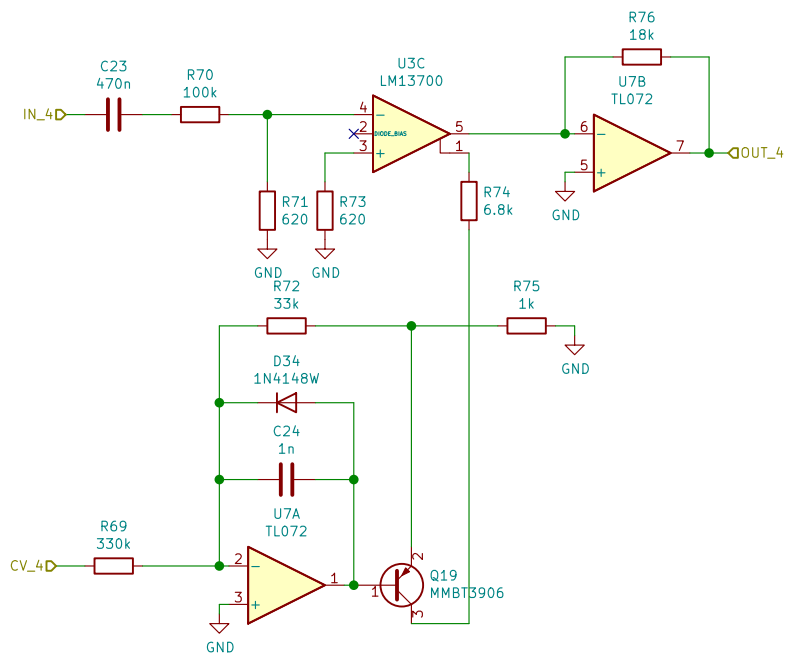 R76
18k
U3C
LM13700
C23
470n
R70
100k
U7B
TL072
IN_4
4
−
2
DIODE_BIAS
3
+
5
1
6
−
5
+
7
OUT_4
R74
6.8k
R71
620
R73
620
GND
GND
GND
R72
33k
R75
1k
GND
D34
1N4148W
C24
1n
U7A
TL072
R69
330k
CV_4
2
−
3
+
1
2
1
3
Q19
MMBT3906
GND